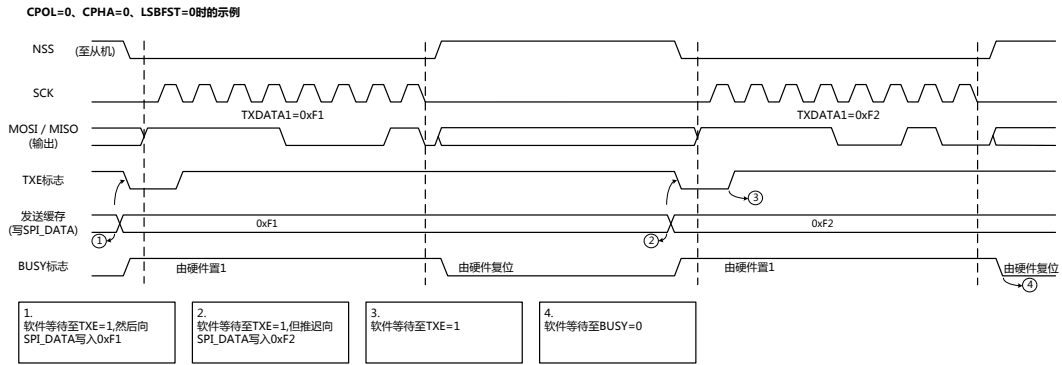 CPOL=0、CPHA=0、LSBFST=0时的示例
NSS (至从机)
SCK
TXDATA1=0xF1 TXDATA1=0xF2
MOSI / MISO
(输出)
TXE标志
③
发送缓存
(写SPI_DATA)
0xF1 0xF2
① ②
BUSY标志 由硬件置1 由硬件复位 由硬件置1 由硬件复位
④
1.
软件等待至TXE=1,然后向
SPI_DATA写入0xF1
2.
软件等待至TXE=1,但推迟向
SPI_DATA写入0xF2
3.
软件等待至TXE=1
4.
软件等待至BUSY=0